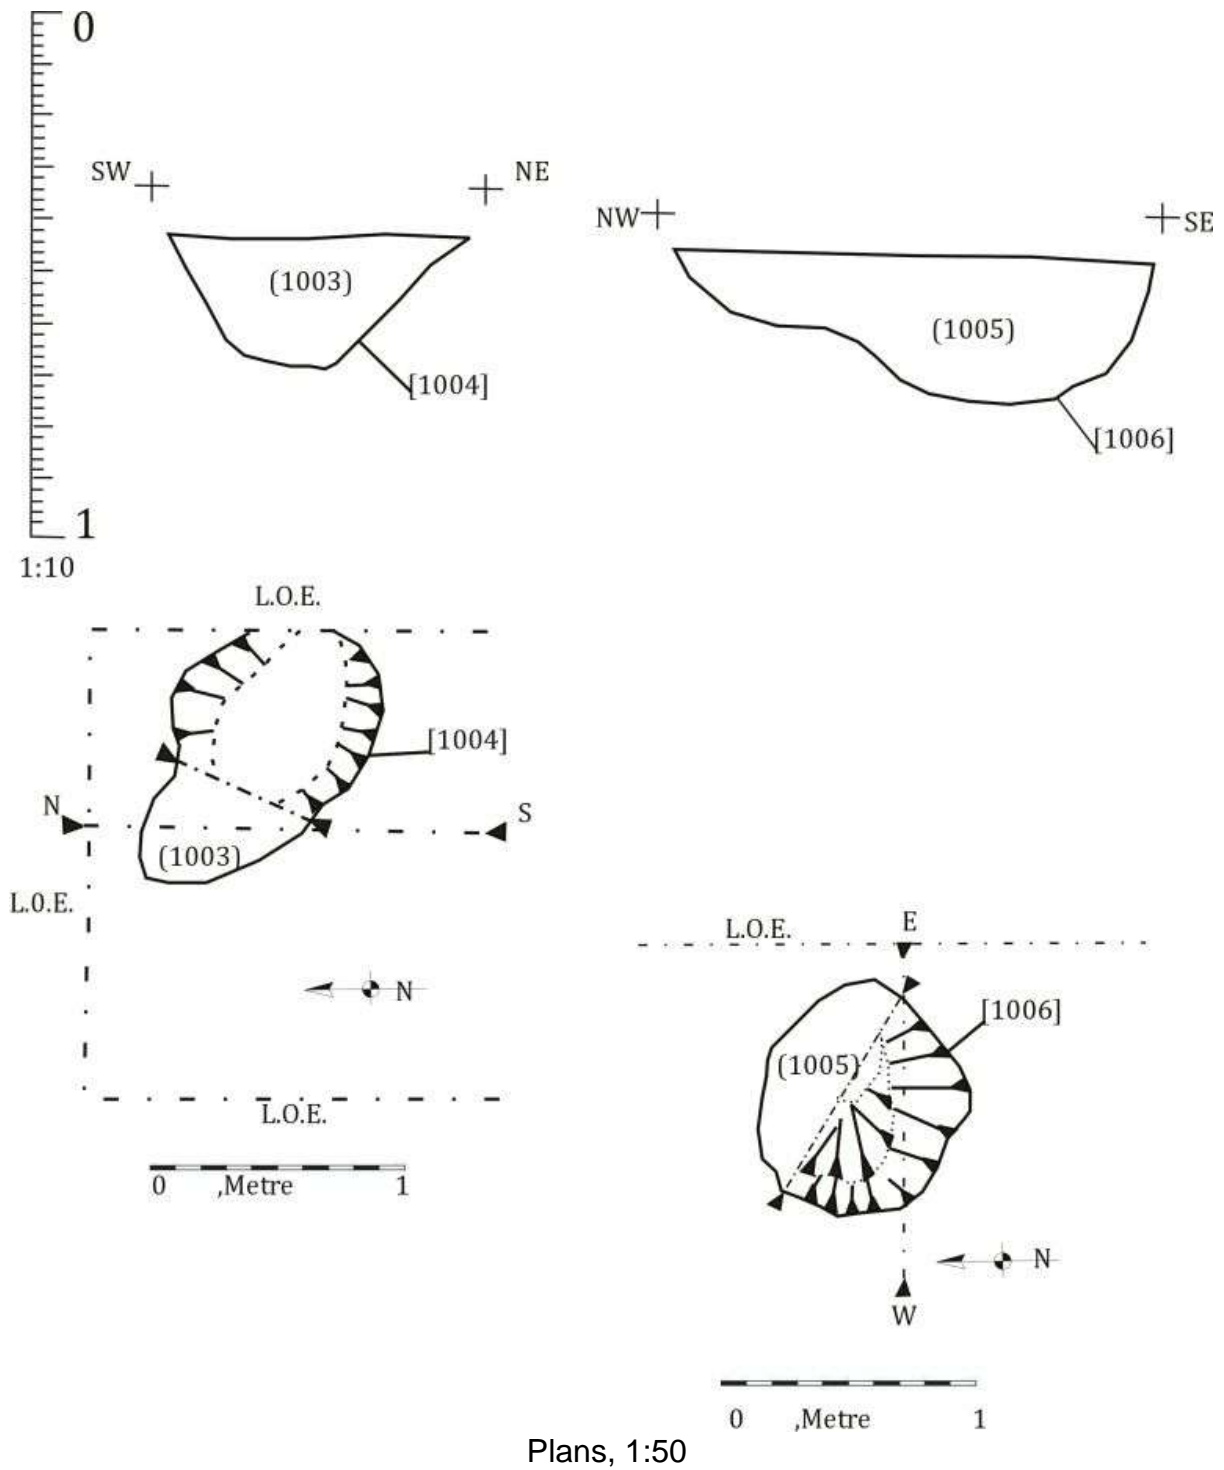 0
SW
NE
(1003)
[1004]
NW
SE
(1005)
[1006]
1
1:10
L.O.E.
[1004]
N
S
(1003)
L.0.E.
N
L.O.E.
0 ,Metre 1
L.O.E.
E
[1006]
(1005)
N
W
0 ,Metre 1
Plans, 1:50